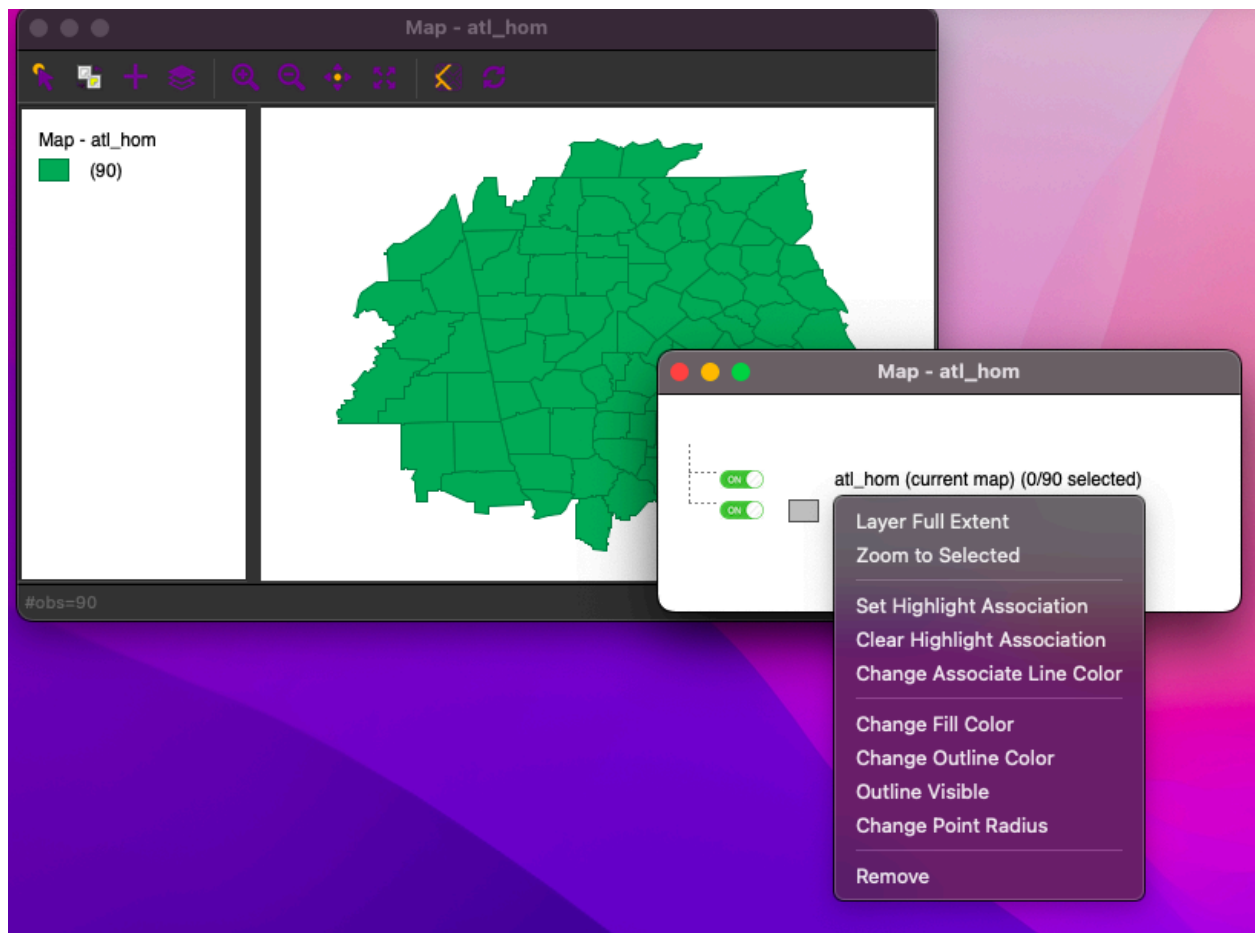 Map - atl_hom
Map - atl_hom
(90)
Map - atl_hom
ON
atl_hom (current map) (0/90 selected)
ON
Layer Full Extent
Zoom to Selected
Set Highlight Association
Clear Highlight Association
Change Associate Line Color
Change Fill Color
Change Outline Color
Outline Visible
Change Point Radius
Remove
#obs=90